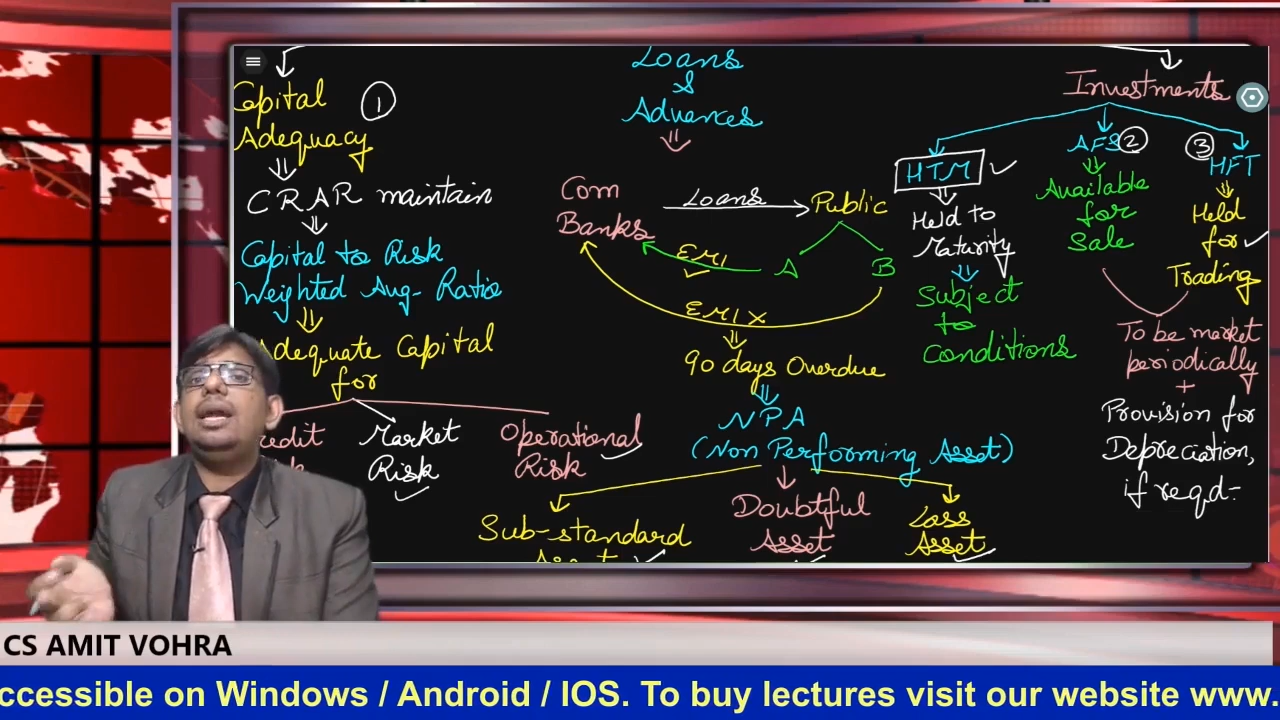 Capital
Adequacy
①
⇓
CRAR maintain
⇓
Capital to Risk
Weighted Avg- Ratio
⇓
Adequate Capital
for
Market
Risk
Operational
Risk
Loans
&
Advances
⇓
Com
Banks
Loans
Public
A
B
EMI
EMI X
⇓
90 days Overdue
⇓
NPA
(Non Performing Asset)
Sub-standard
Doubtful
Asset
Loss
Asset
Investments
HTM
⇓
Held to
Maturity
⇓
Subject
to
Conditions
AFS ②
⇓
Available
for
Sale
③ HFT
⇓
Held
for
Trading
To be market
periodically
+
Provision for
Depreciation,
if reqd-
CS AMIT VOHRA
ccessible on Windows / Android / IOS. To buy lectures visit our website www.